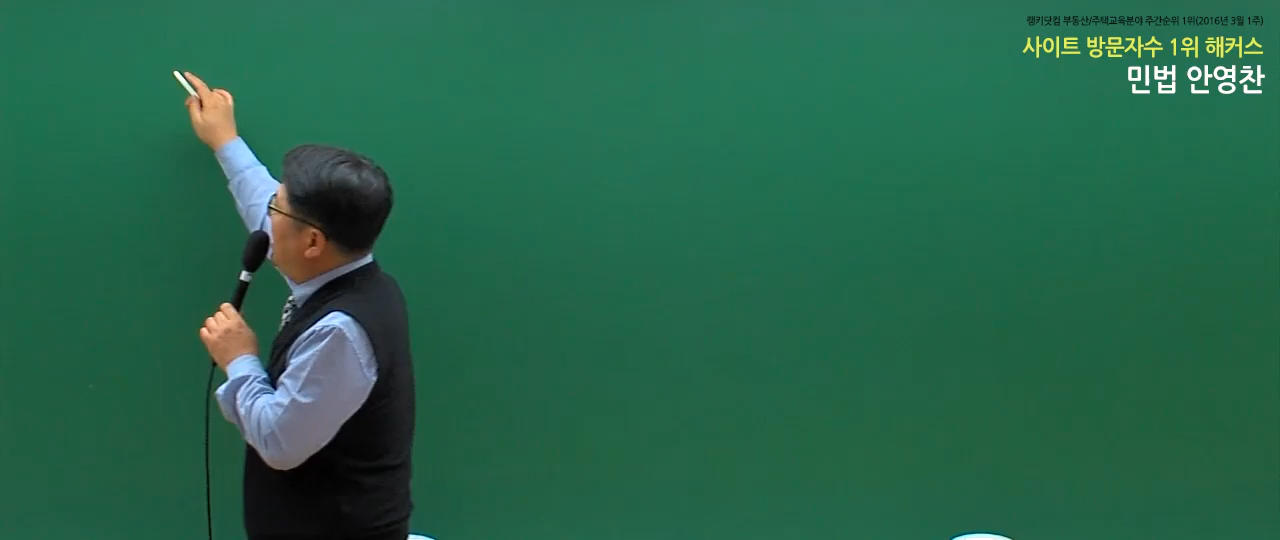 랭키닷컴 부동산/주택교육분야 주간순위 1위(2016년 3월 1주)
사이트 방문자수 1위 해커스
민법 안영찬